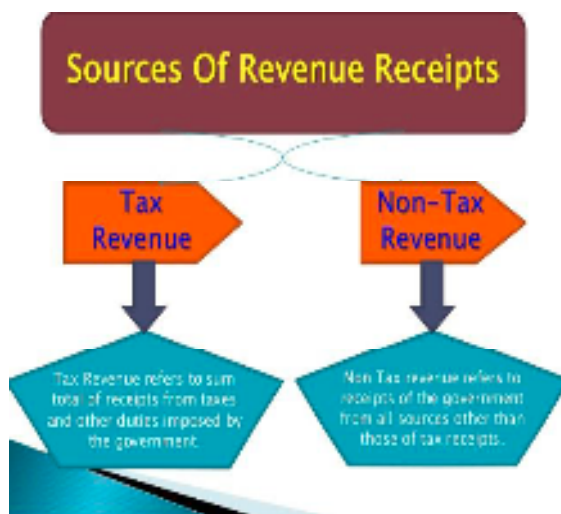 Sources Of Revenue Receipts
Tax
Revenue
Non-Tax
Revenue
Tax Revenue refers to sum
total of receipts from taxes
and other duties imposed by
the government.
Non Tax revenue refers to
receipts of the government
from all sources other than
those of tax receipts.